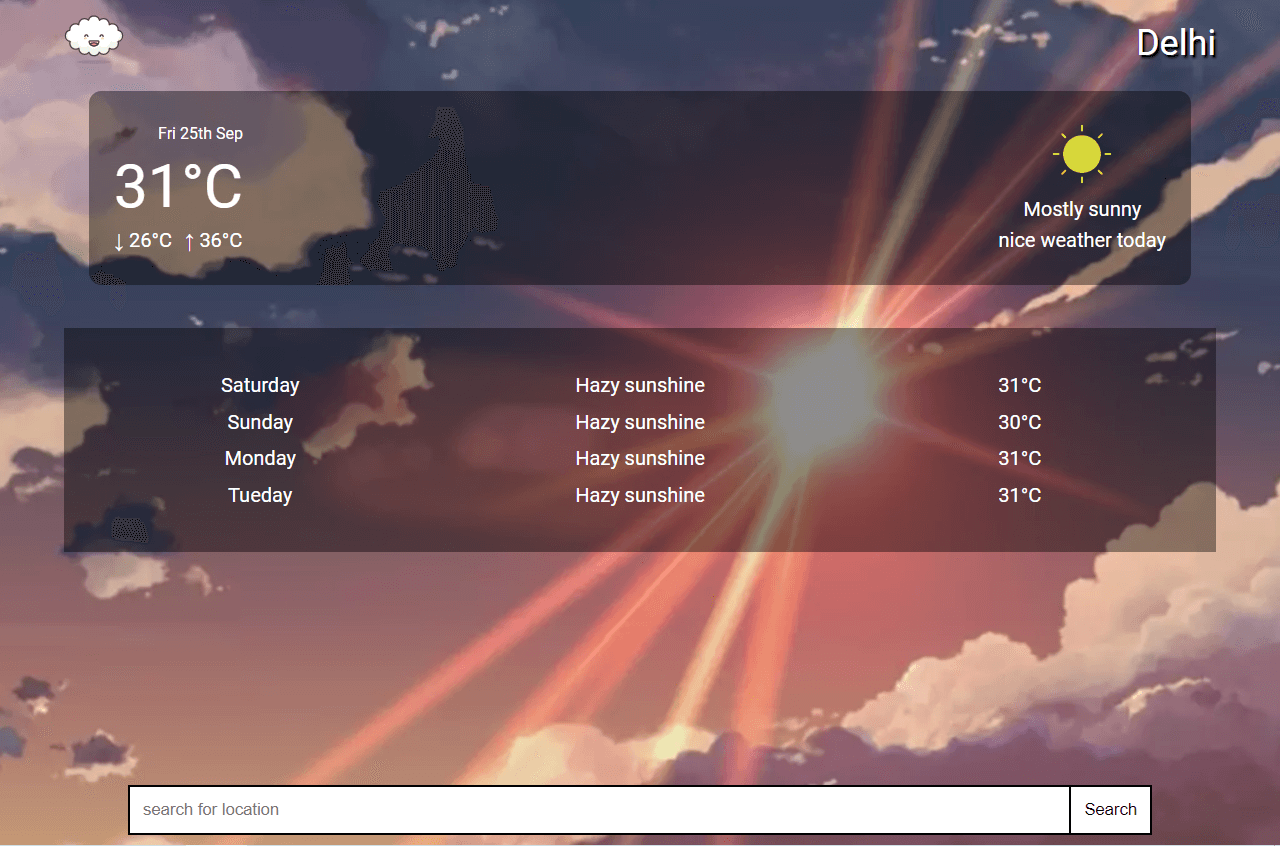 Delhi
Fri 25th Sep
31°C
↓ 26°C ↑ 36°C
Mostly sunny
nice weather today
Saturday Hazy sunshine 31°C
Sunday Hazy sunshine 30°C
Monday Hazy sunshine 31°C
Tueday Hazy sunshine 31°C
search for location Search